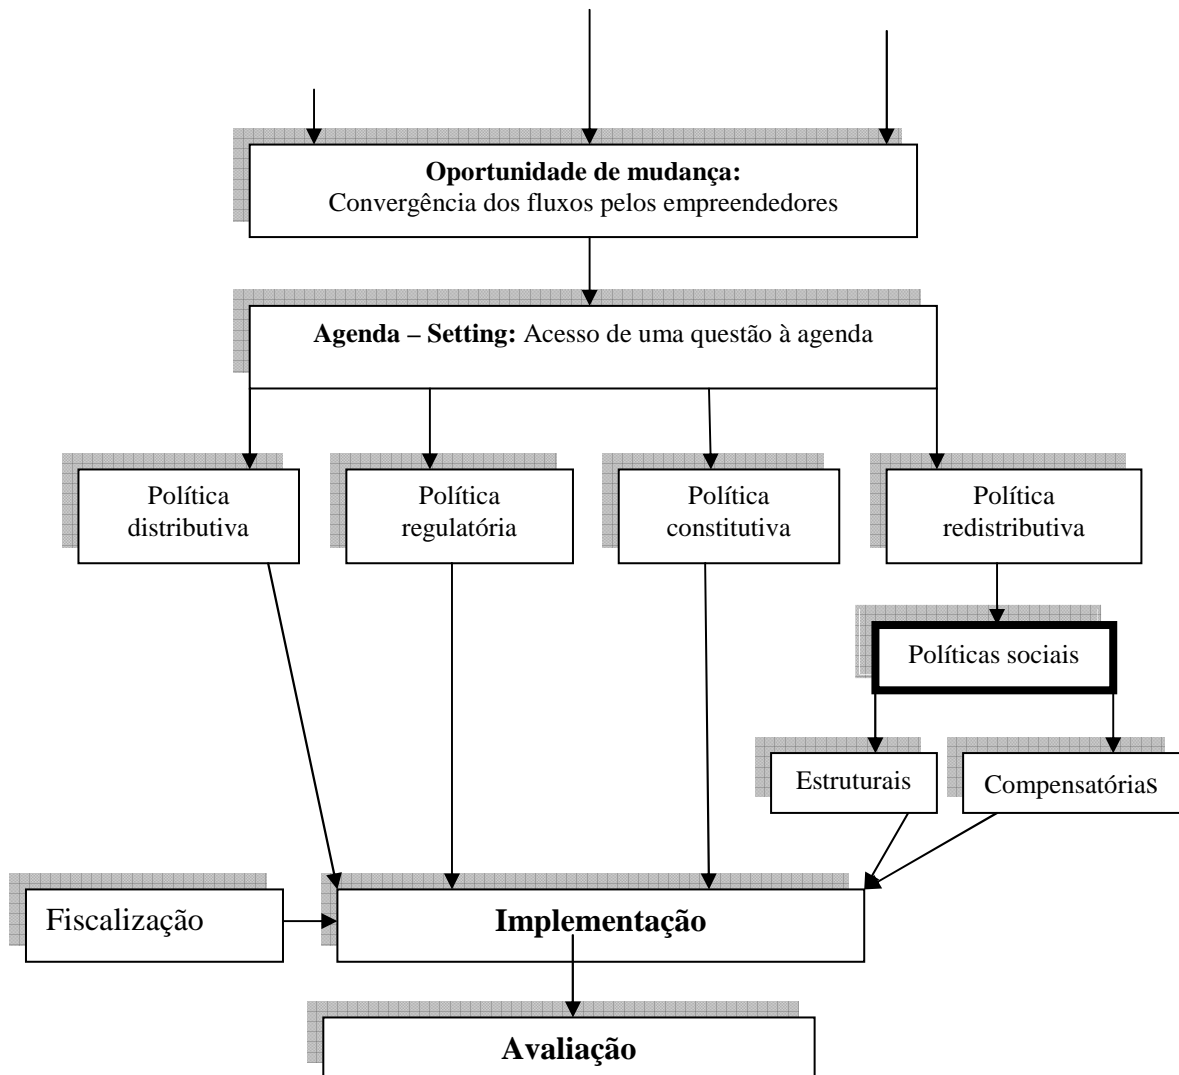 Oportunidade de mudança:
Convergência dos fluxos pelos empreendedores
Agenda – Setting: Acesso de uma questão à agenda
Política
distributiva
Política
regulatória
Política
constitutiva
Política
redistributiva
Políticas sociais
Estruturais
Compensatórias
Fiscalização
Implementação
Avaliação